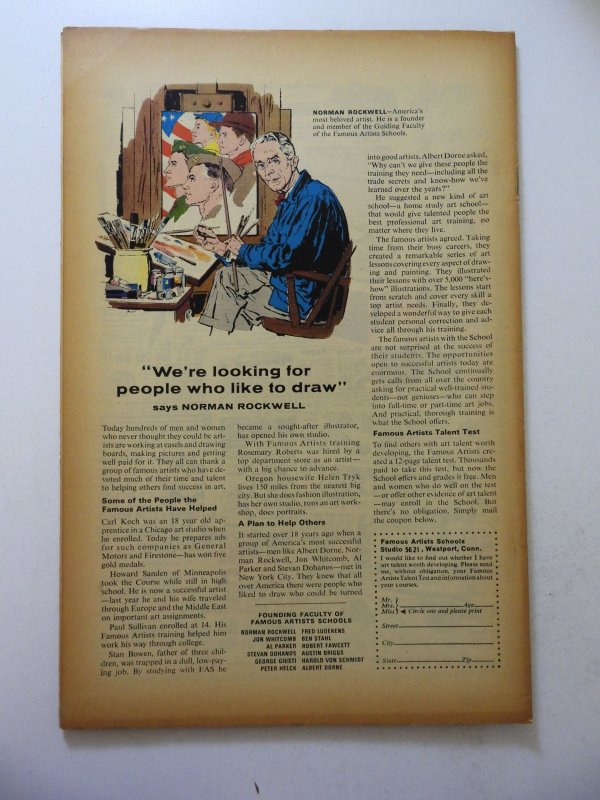 NORMAN ROCKWELL—America's
most beloved artist. He is a founder
and member of the Guiding Faculty
of the Famous Artists Schools.
"We're looking for
people who like to draw"
says NORMAN ROCKWELL
Today hundreds of men and women
who never thought they could be art-
ists are working at easels and drawing
boards, making pictures and getting
well paid for it. They all can thank a
group of famous artists who have de-
voted much of their time and talent
to helping others find success in art.
Some of the People the
Famous Artists Have Helped
Carl Koch was an 18 year old ap-
prentice in a Chicago art studio when
he enrolled. Today he prepares ads
for such companies as General
Motors and Firestone—has won five
gold medals.
Howard Sanden of Minneapolis
took the Course while still in high
school. He is now a successful artist
—last year he and his wife traveled
through Europe and the Middle East
on important art assignments.
Paul Sullivan enrolled at 14. His
Famous Artists training helped him
work his way through college.
Stan Bowen, father of three chil-
dren, was trapped in a dull, low-pay-
ing job. By studying with FAS he
became a sought-after illustrator,
has opened his own studio.
With Famous Artists training
Rosemary Roberts was hired by a
top department store as an artist—
with a big chance to advance.
Oregon housewife Helen Tryk
lives 150 miles from the nearest big
city. But she does fashion illustration,
has her own studio, runs an art work-
shop, does portraits.
A Plan to Help Others
It started over 18 years ago when a
group of America's most successful
artists—men like Albert Dorne, Nor-
man Rockwell, Jon Whitcomb, Al
Parker and Stevan Dohanos—met in
New York City. They knew that all
over America there were people who
liked to draw who could be turned
FOUNDING FACULTY OF
FAMOUS ARTISTS SCHOOLS
NORMAN ROCKWELL FRED LUDEKENS
JON WHITCOMB BEN STAHL
AL PARKER ROBERT FAWCETT
STEVAN DOHANOS AUSTIN BRIGGS
GEORGE GIUSTI HAROLD VON SCHMIDT
PETER HELCK ALBERT DORNE
into good artists. Albert Dorne asked,
"Why can't we give these people the
training they need—including all the
trade secrets and know-how we've
learned over the years?"
He suggested a new kind of art
school—a home study art school—
that would give talented people the
best professional art training, no
matter where they live.
The famous artists agreed. Taking
time from their busy careers, they
created a remarkable series of art
lessons covering every aspect of draw-
ing and painting. They illustrated
their lessons with over 5,000 "here's-
how" illustrations. The lessons start
from scratch and cover every skill a
top artist needs. Finally, they de-
veloped a wonderful way to give each
student personal correction and ad-
vice all through his training.
The famous artists with the School
are not surprised at the success of
their students. The opportunities
open to successful artists today are
enormous. The School continually
gets calls from all over the country
asking for practical well-trained stu-
dents—not geniuses—who can step
into full-time or part-time art jobs.
And practical, thorough training is
what the School offers.
Famous Artists Talent Test
To find others with art talent worth
developing, the Famous Artists cre-
ated a 12-page talent test. Thousands
paid to take this test, but now the
School offers and grades it free. Men
and women who do well on the test
—or offer other evidence of art talent
—may enroll in the School. But
there's no obligation. Simply mail
the coupon below.
Famous Artists Schools
Studio 5621, Westport, Conn.
I would like to find out whether I have
art talent worth developing. Please send
me, without obligation, your Famous
Artists Talent Test and information about
your courses.
Mr.
Mrs. Age
Miss Circle one and please print
Street
City
State Zip